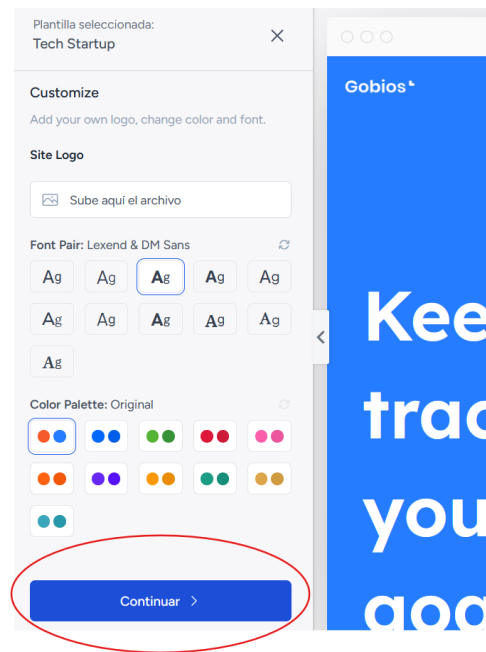 Plantilla seleccionada:
Tech Startup
Customize
Add your own logo, change color and font.
Site Logo
Sube aquí el archivo
Font Pair: Lexend & DM Sans
Ag Ag Ag Ag Ag
Ag Ag Ag Ag Ag
Ag
Color Palette: Original
Continuar
Gobios
Kee
trac
you
goa